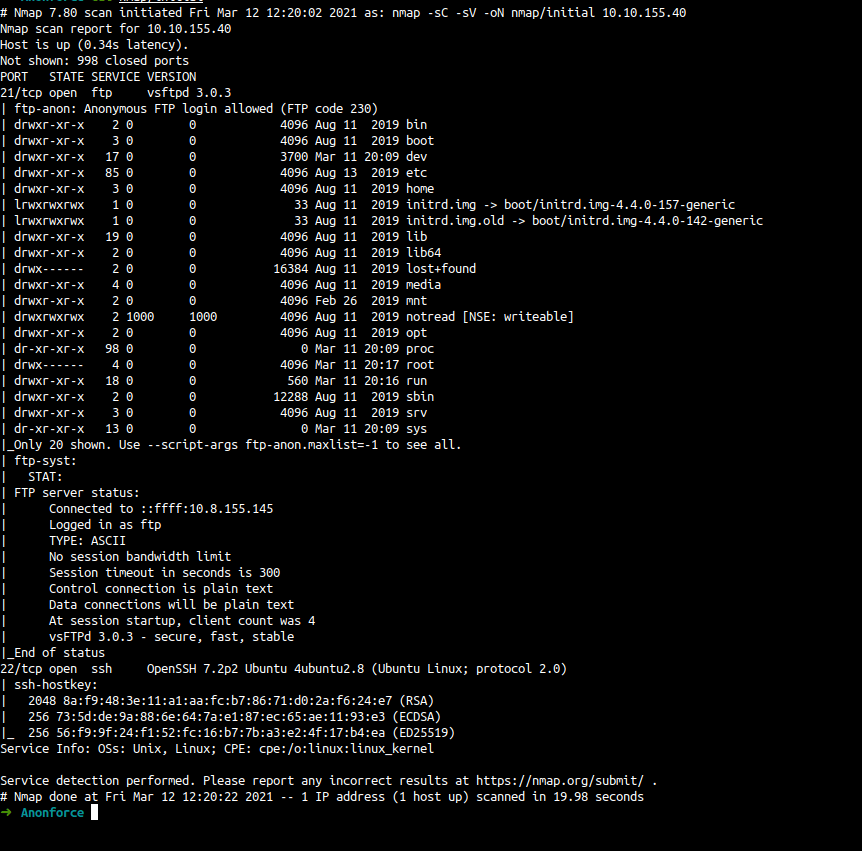 # Nmap 7.80 scan initiated Fri Mar 12 12:20:02 2021 as: nmap -sC -sV -oN nmap/initial 10.10.155.40
Nmap scan report for 10.10.155.40
Host is up (0.34s latency).
Not shown: 998 closed ports
PORT   STATE SERVICE VERSION
21/tcp open  ftp     vsftpd 3.0.3
| ftp-anon: Anonymous FTP login allowed (FTP code 230)
| drwxr-xr-x    2 0        0            4096 Aug 11  2019 bin
| drwxr-xr-x    3 0        0            4096 Aug 11  2019 boot
| drwxr-xr-x   17 0        0            3700 Mar 11 20:09 dev
| drwxr-xr-x   85 0        0            4096 Aug 13  2019 etc
| drwxr-xr-x    3 0        0            4096 Aug 11  2019 home
| lrwxrwxrwx    1 0        0              33 Aug 11  2019 initrd.img -> boot/initrd.img-4.4.0-157-generic
| lrwxrwxrwx    1 0        0              33 Aug 11  2019 initrd.img.old -> boot/initrd.img-4.4.0-142-generic
| drwxr-xr-x   19 0        0            4096 Aug 11  2019 lib
| drwxr-xr-x    2 0        0            4096 Aug 11  2019 lib64
| drwx------    2 0        0           16384 Aug 11  2019 lost+found
| drwxr-xr-x    4 0        0            4096 Aug 11  2019 media
| drwxr-xr-x    2 0        0            4096 Feb 26  2019 mnt
| drwxrwxrwx    2 1000     1000         4096 Aug 11  2019 notread [NSE: writeable]
| drwxr-xr-x    2 0        0            4096 Aug 11  2019 opt
| dr-xr-xr-x   98 0        0               0 Mar 11 20:09 proc
| drwx------    4 0        0            4096 Mar 11 20:17 root
| drwxr-xr-x   18 0        0             560 Mar 11 20:16 run
| drwxr-xr-x    2 0        0           12288 Aug 11  2019 sbin
| drwxr-xr-x    3 0        0            4096 Aug 11  2019 srv
| dr-xr-xr-x   13 0        0               0 Mar 11 20:09 sys
|_Only 20 shown. Use --script-args ftp-anon.maxlist=-1 to see all.
| ftp-syst:
|   STAT:
| FTP server status:
|      Connected to ::ffff:10.8.155.145
|      Logged in as ftp
|      TYPE: ASCII
|      No session bandwidth limit
|      Session timeout in seconds is 300
|      Control connection is plain text
|      Data connections will be plain text
|      At session startup, client count was 4
|      vsFTPd 3.0.3 - secure, fast, stable
|_End of status
22/tcp open  ssh     OpenSSH 7.2p2 Ubuntu 4ubuntu2.8 (Ubuntu Linux; protocol 2.0)
| ssh-hostkey:
|   2048 8a:f9:48:3e:11:a1:aa:fc:b7:86:71:d0:2a:f6:24:e7 (RSA)
|   256 73:5d:de:9a:88:6e:64:7a:e1:87:ec:65:ae:11:93:e3 (ECDSA)
|_  256 56:f9:9f:24:f1:52:fc:16:b7:7b:a3:e2:4f:17:b4:ea (ED25519)
Service Info: OSs: Unix, Linux; CPE: cpe:/o:linux:linux_kernel

Service detection performed. Please report any incorrect results at https://nmap.org/submit/ .
# Nmap done at Fri Mar 12 12:20:22 2021 -- 1 IP address (1 host up) scanned in 19.98 seconds
→ Anonforce